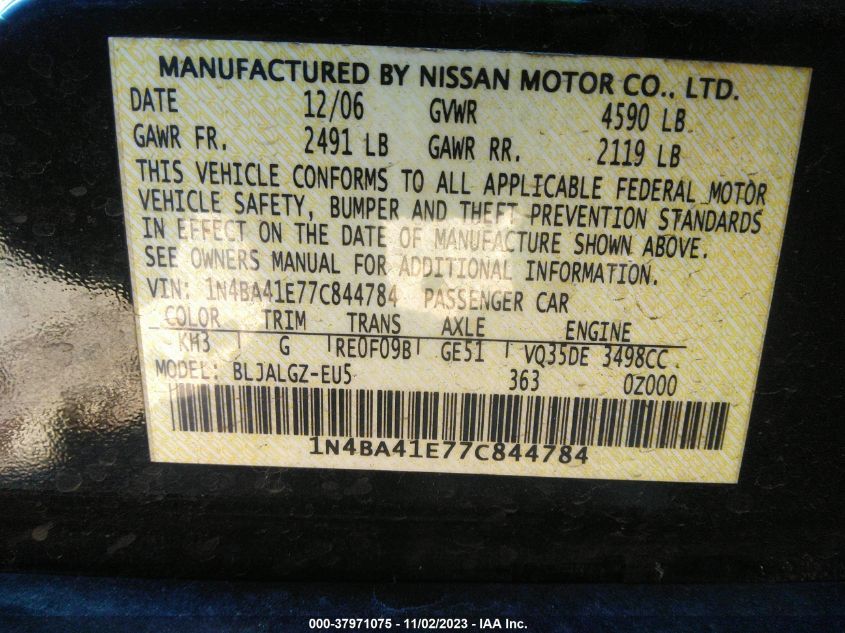 MANUFACTURED BY NISSAN MOTOR CO., LTD.
DATE 12/06 GVWR 4590 LB
GAWR FR. 2491 LB GAWR RR. 2119 LB
THIS VEHICLE CONFORMS TO ALL APPLICABLE FEDERAL MOTOR
VEHICLE SAFETY, BUMPER AND THEFT PREVENTION STANDARDS
IN EFFECT ON THE DATE OF MANUFACTURE SHOWN ABOVE.
SEE OWNERS MANUAL FOR ADDITIONAL INFORMATION.
VIN: 1N4BA41E77C844784 PASSENGER CAR
COLOR TRIM TRANS AXLE ENGINE
KH3 G RE0F09B GE51 VQ35DE 3498CC
MODEL: BLJALGZ-EU5 363 0Z000
1N4BA41E77C844784
000-37971075 - 11/02/2023 - IAA Inc.